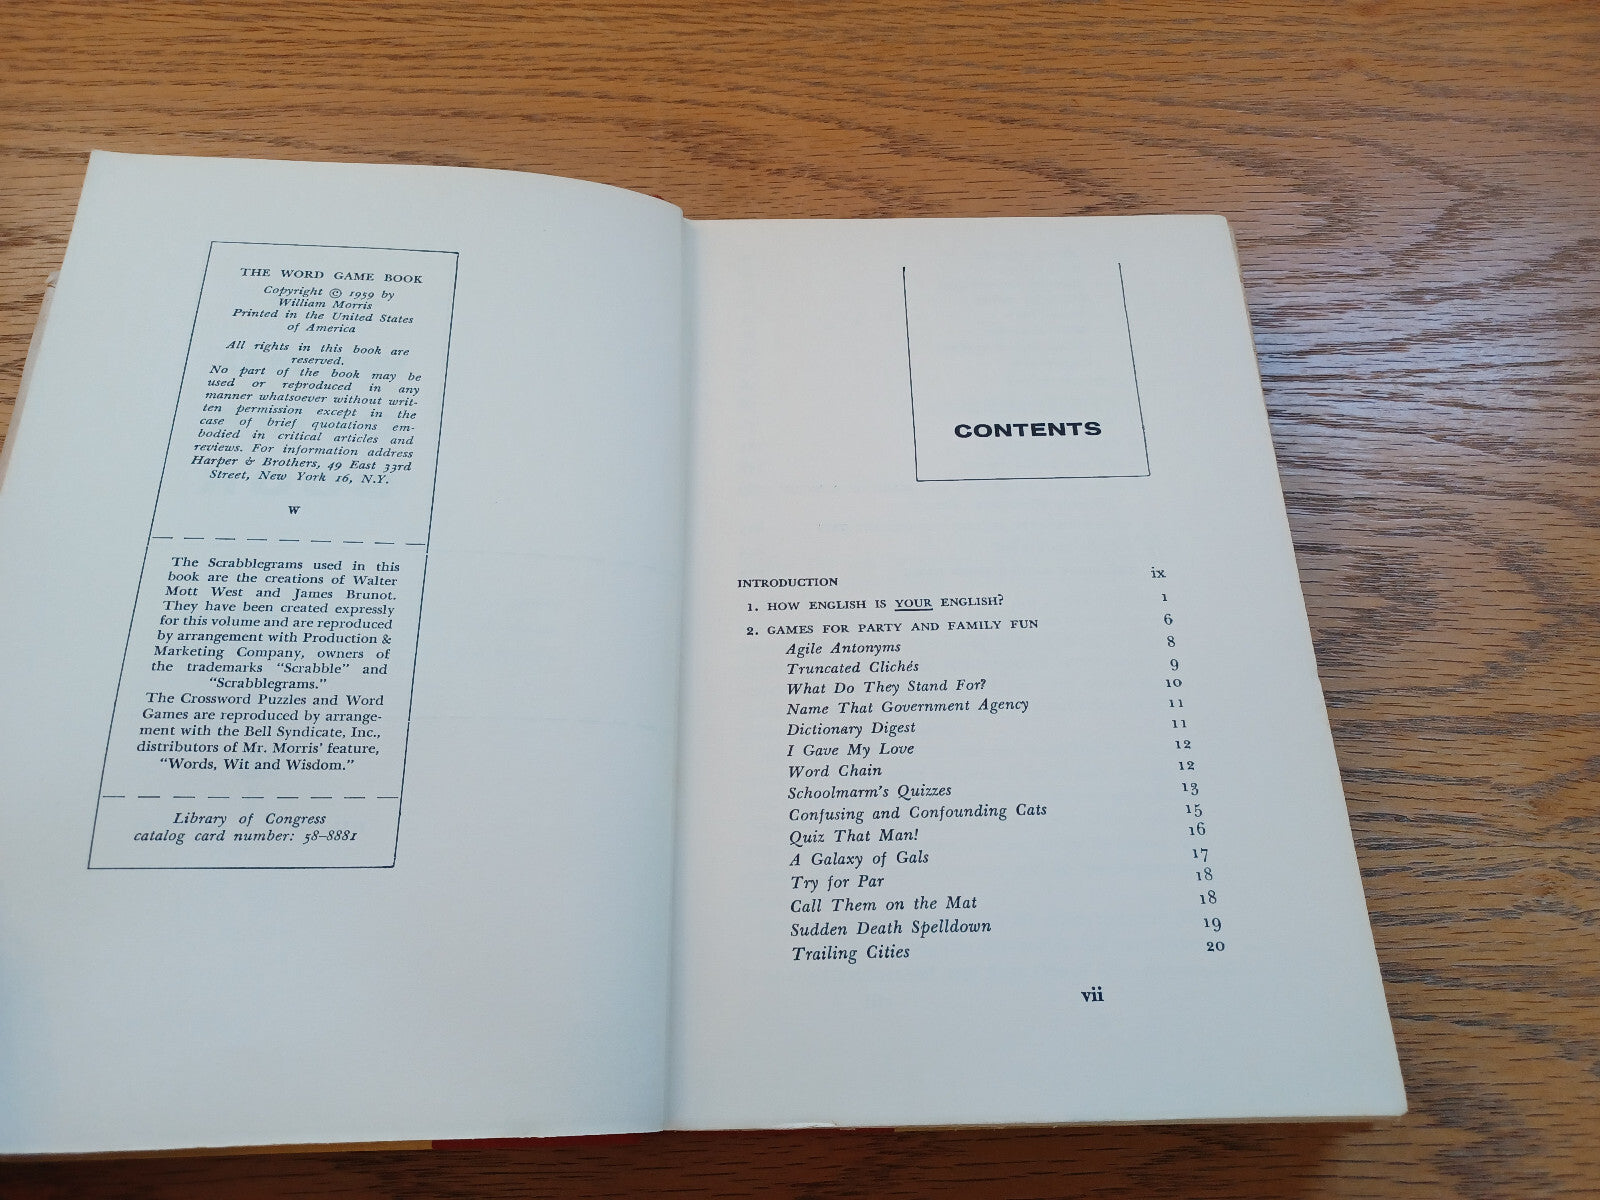 THE WORD GAME BOOK
Copyright © 1959 by
William Morris
Printed in the United States
of America
All rights in this book are
reserved.
No part of the book may be
used or reproduced in any
manner whatsoever without writ-
ten permission except in the
case of brief quotations em-
bodied in critical articles and
reviews. For information address
Harper & Brothers, 49 East 33rd
Street, New York 16, N.Y.
W
The Scrabblegrams used in this
book are the creations of Walter
Mott West and James Brunot.
They have been created expressly
for this volume and are reproduced
by arrangement with Production &
Marketing Company, owners of
the trademarks “Scrabble” and
“Scrabblegrams.”
The Crossword Puzzles and Word
Games are reproduced by arrange-
ment with the Bell Syndicate, Inc.,
distributors of Mr. Morris’ feature,
“Words, Wit and Wisdom.”
Library of Congress
catalog card number: 58–8881
CONTENTS
INTRODUCTION ix
1. HOW ENGLISH IS YOUR ENGLISH? 1
2. GAMES FOR PARTY AND FAMILY FUN 6
Agile Antonyms 8
Truncated Clichés 9
What Do They Stand For? 10
Name That Government Agency 11
Dictionary Digest 11
I Gave My Love 12
Word Chain 12
Schoolmarm’s Quizzes 13
Confusing and Confounding Cats 15
Quiz That Man! 16
A Galaxy of Gals 17
Try for Par 18
Call Them on the Mat 18
Sudden Death Spelldown 19
Trailing Cities 20
vii